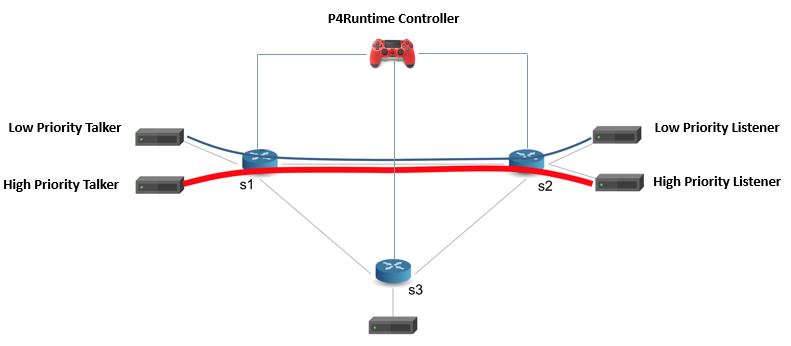 P4Runtime Controller
Low Priority Talker
Low Priority Listener
High Priority Talker
s1
s2
High Priority Listener
s3